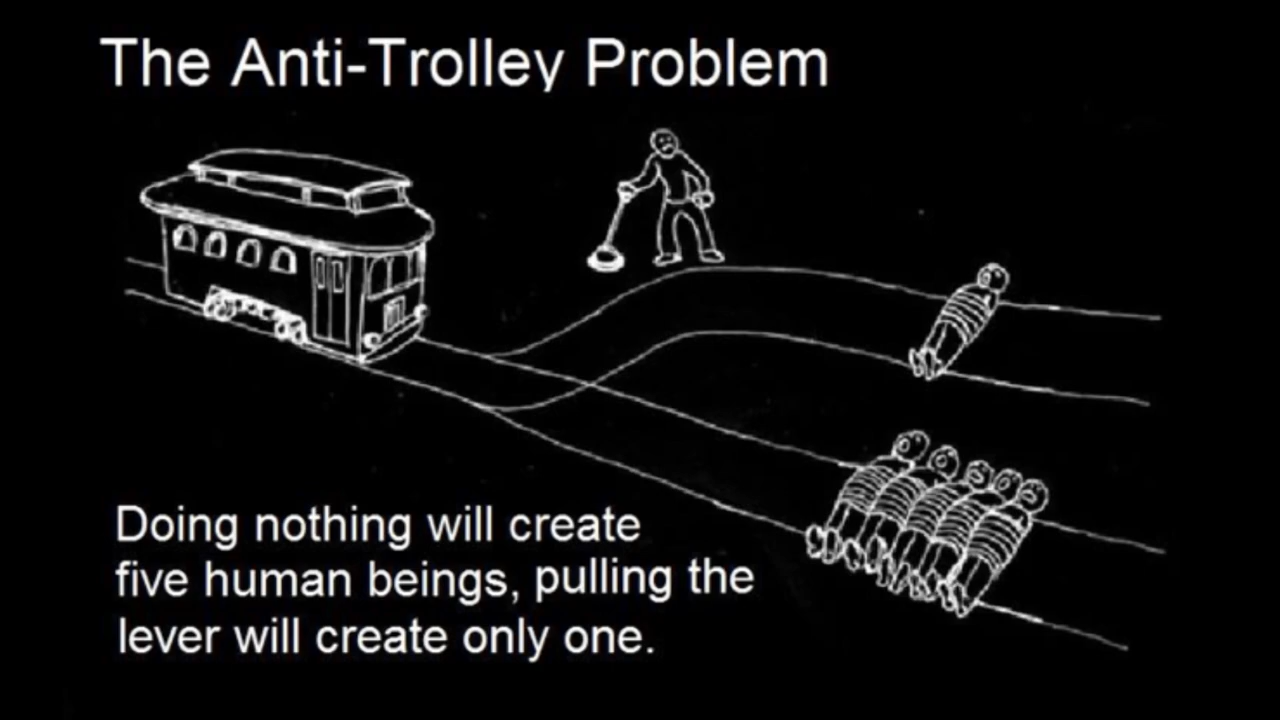 The Anti-Trolley Problem
Doing nothing will create
five human beings, pulling the
lever will create only one.